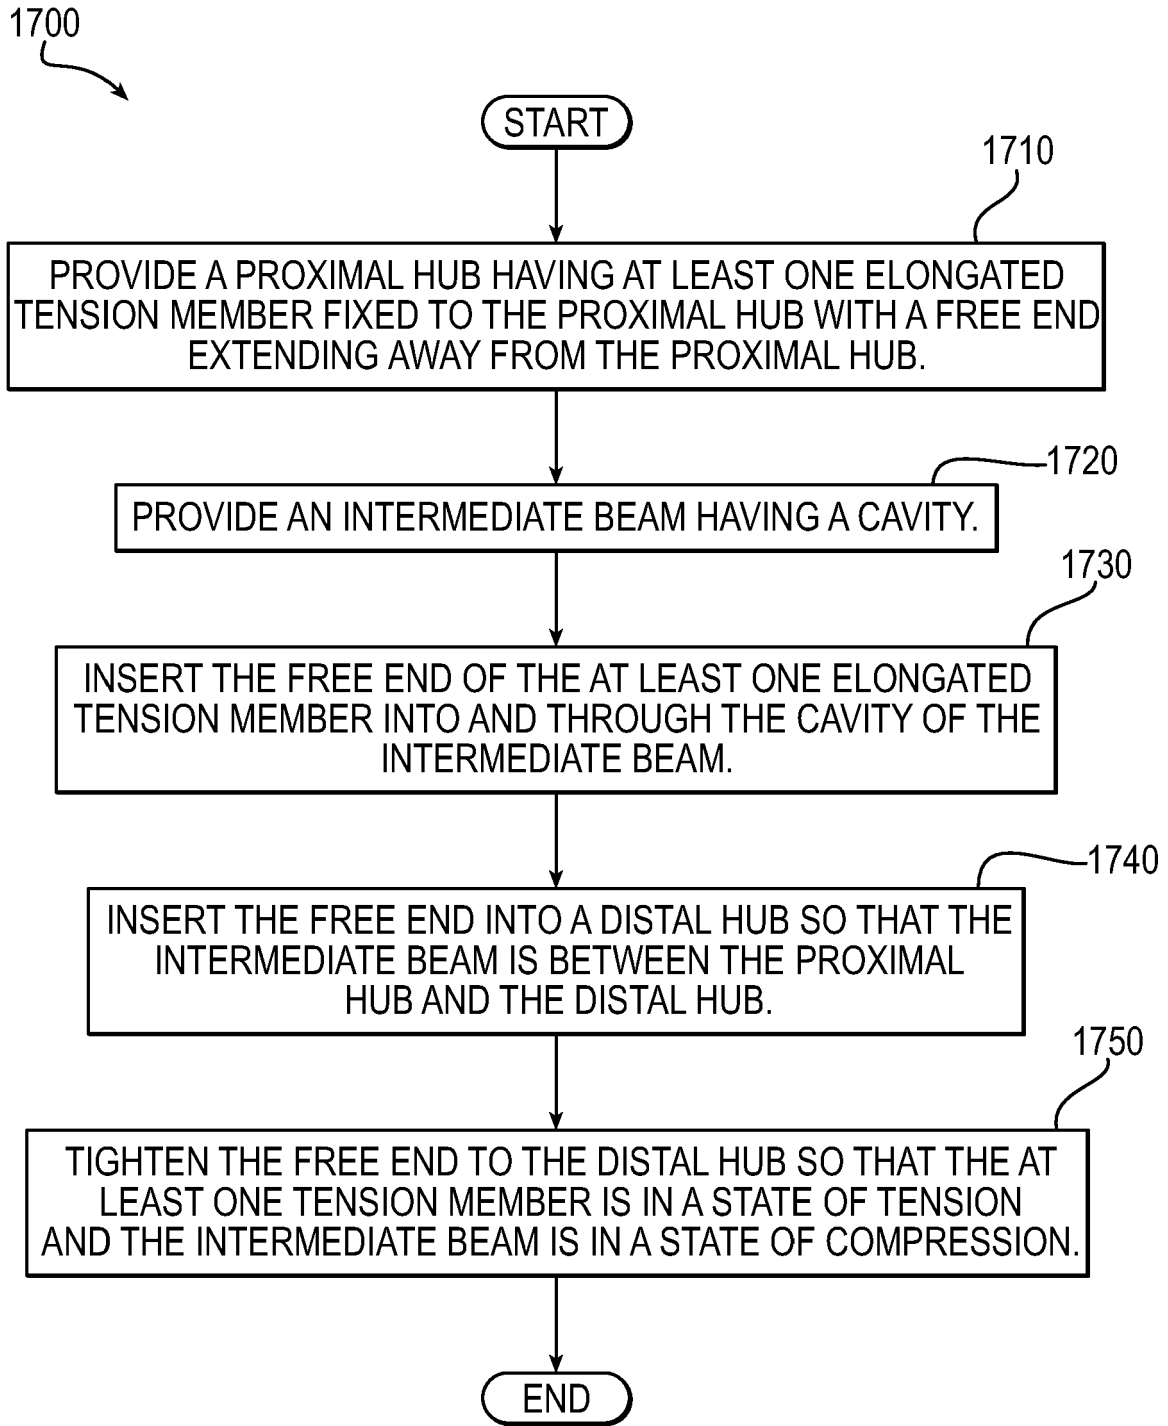 1700
START
1710
PROVIDE A PROXIMAL HUB HAVING AT LEAST ONE ELONGATED
TENSION MEMBER FIXED TO THE PROXIMAL HUB WITH A FREE END
EXTENDING AWAY FROM THE PROXIMAL HUB.
1720
PROVIDE AN INTERMEDIATE BEAM HAVING A CAVITY.
1730
INSERT THE FREE END OF THE AT LEAST ONE ELONGATED
TENSION MEMBER INTO AND THROUGH THE CAVITY OF THE
INTERMEDIATE BEAM.
1740
INSERT THE FREE END INTO A DISTAL HUB SO THAT THE
INTERMEDIATE BEAM IS BETWEEN THE PROXIMAL
HUB AND THE DISTAL HUB.
1750
TIGHTEN THE FREE END TO THE DISTAL HUB SO THAT THE AT
LEAST ONE TENSION MEMBER IS IN A STATE OF TENSION
AND THE INTERMEDIATE BEAM IS IN A STATE OF COMPRESSION.
END